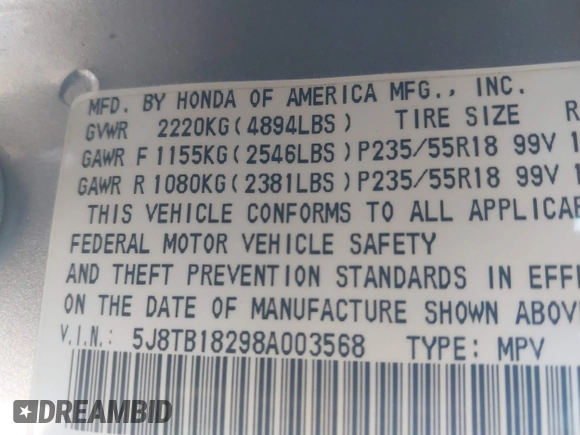 MFD. BY HONDA OF AMERICA MFG., INC.
GVWR 2220KG(4894LBS) TIRE SIZE
GAWR F 1155KG(2546LBS) P235/55R18 99V
GAWR R 1080KG(2381LBS) P235/55R18 99V
THIS VEHICLE CONFORMS TO ALL
FEDERAL MOTOR VEHICLE SAFETY
AND THEFT PREVENTION STANDARDS IN
ON THE DATE OF MANUFACTURE SHOWN
V.I.N.: 5J8TB18298A003568 TYPE: MPV
DREAMBID